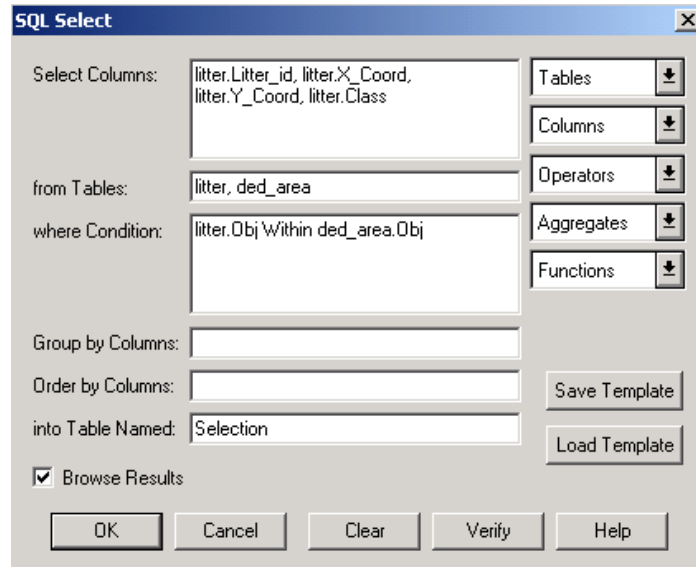 SQL Select
Select Columns:
litter.Litter_id, litter.X_Coord,
litter.Y_Coord, litter.Class
Tables
Columns
from Tables:
litter, ded_area
Operators
where Condition:
litter.Obj Within ded_area.Obj
Aggregates
Functions
Group by Columns:
Order by Columns:
Save Template
into Table Named:
Selection
Load Template
Browse Results
OK
Cancel
Clear
Verify
Help